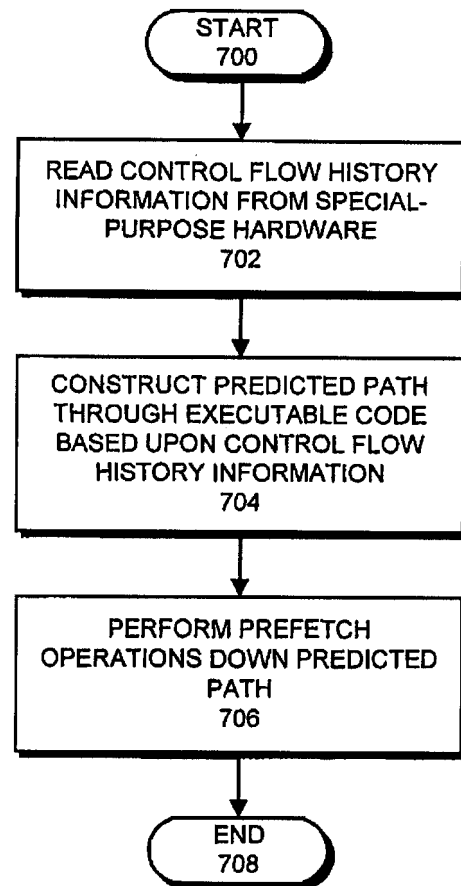 START
700
READ CONTROL FLOW HISTORY
INFORMATION FROM SPECIAL-
PURPOSE HARDWARE
702
CONSTRUCT PREDICTED PATH
THROUGH EXECUTABLE CODE
BASED UPON CONTROL FLOW
HISTORY INFORMATION
704
PERFORM PREFETCH
OPERATIONS DOWN PREDICTED
PATH
706
END
708